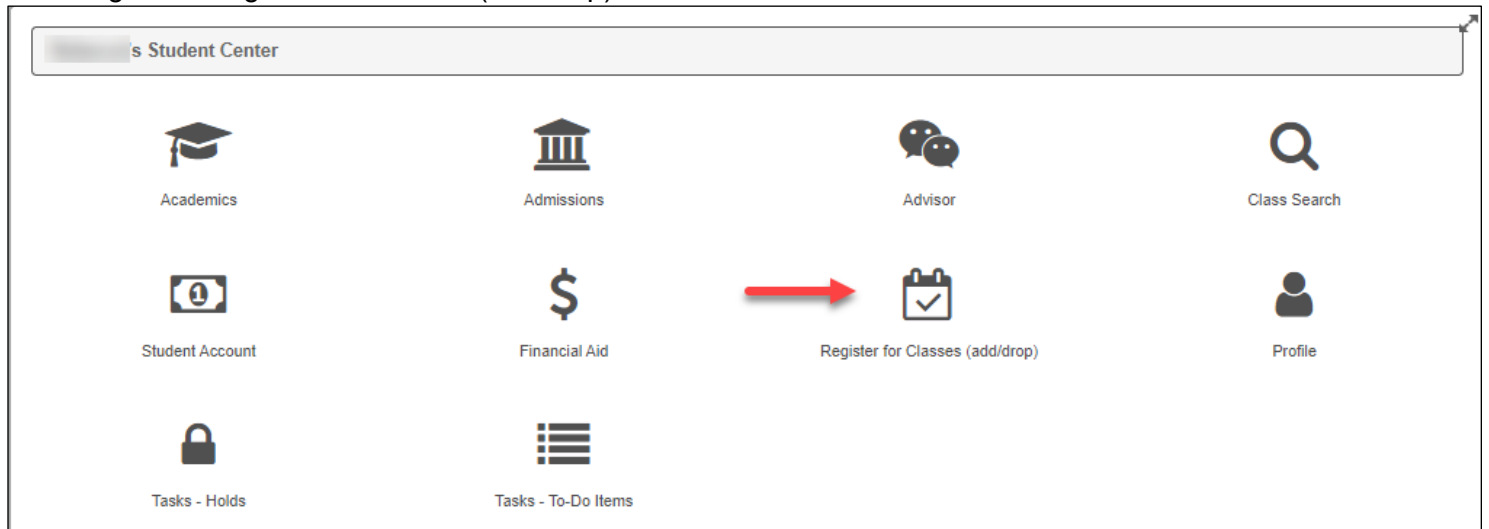 's Student Center
Academics
Admissions
Advisor
Class Search
Student Account
Financial Aid
Register for Classes (add/drop)
Profile
Tasks - Holds
Tasks - To-Do Items